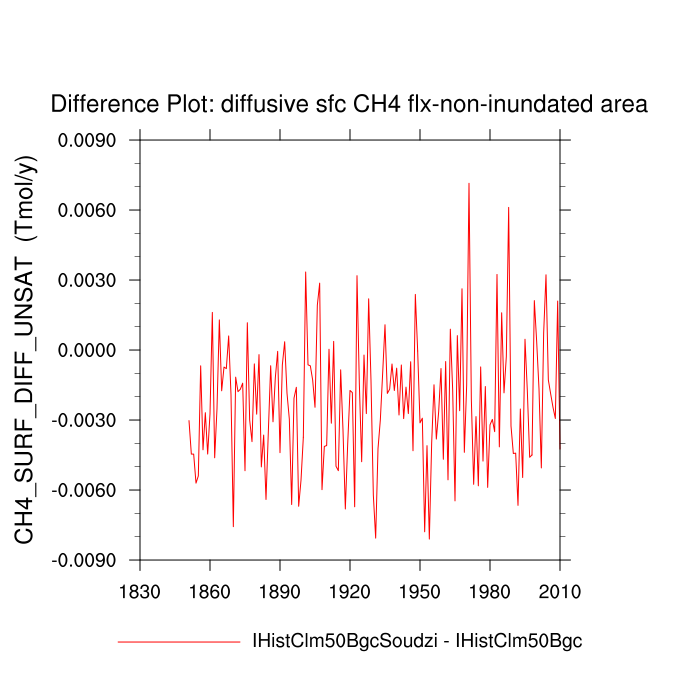 Difference Plot: diffusive sfc CH4 flx-non-inundated area
CH4_SURF_DIFF_UNSAT (Tmol/y)
0.0090
0.0060
0.0030
0.0000
-0.0030
-0.0060
-0.0090
1830 1860 1890 1920 1950 1980 2010
IHistClm50BgcSoudzi - IHistClm50Bgc